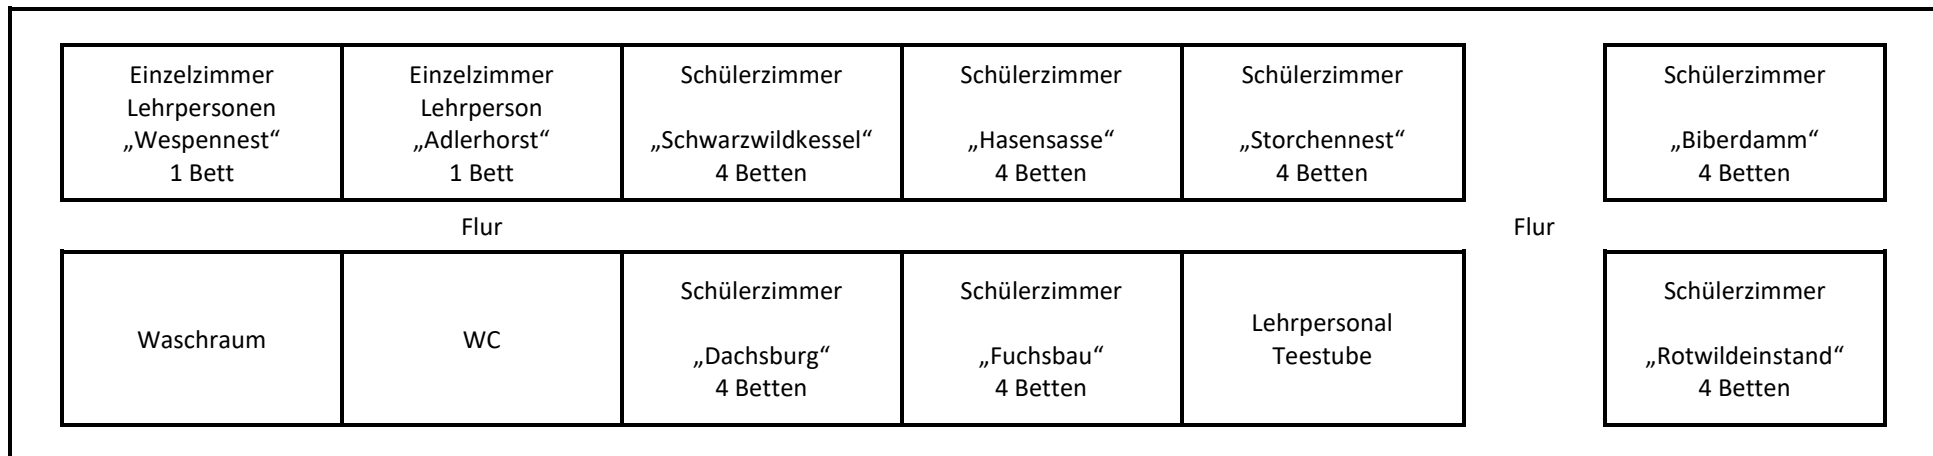 Einzelzimmer
Lehrpersonen
„Wespennest“
1 Bett
Einzelzimmer
Lehrperson
„Adlerhorst“
1 Bett
Schülerzimmer
„Schwarzwildkessel“
4 Betten
Schülerzimmer
„Hasensasse“
4 Betten
Schülerzimmer
„Storchennest“
4 Betten
Schülerzimmer
„Biberdamm“
4 Betten
Flur
Flur
Waschraum
WC
Schülerzimmer
„Dachsburg“
4 Betten
Schülerzimmer
„Fuchsbau“
4 Betten
Lehrpersonal
Teestube
Schülerzimmer
„Rotwildeinstand“
4 Betten